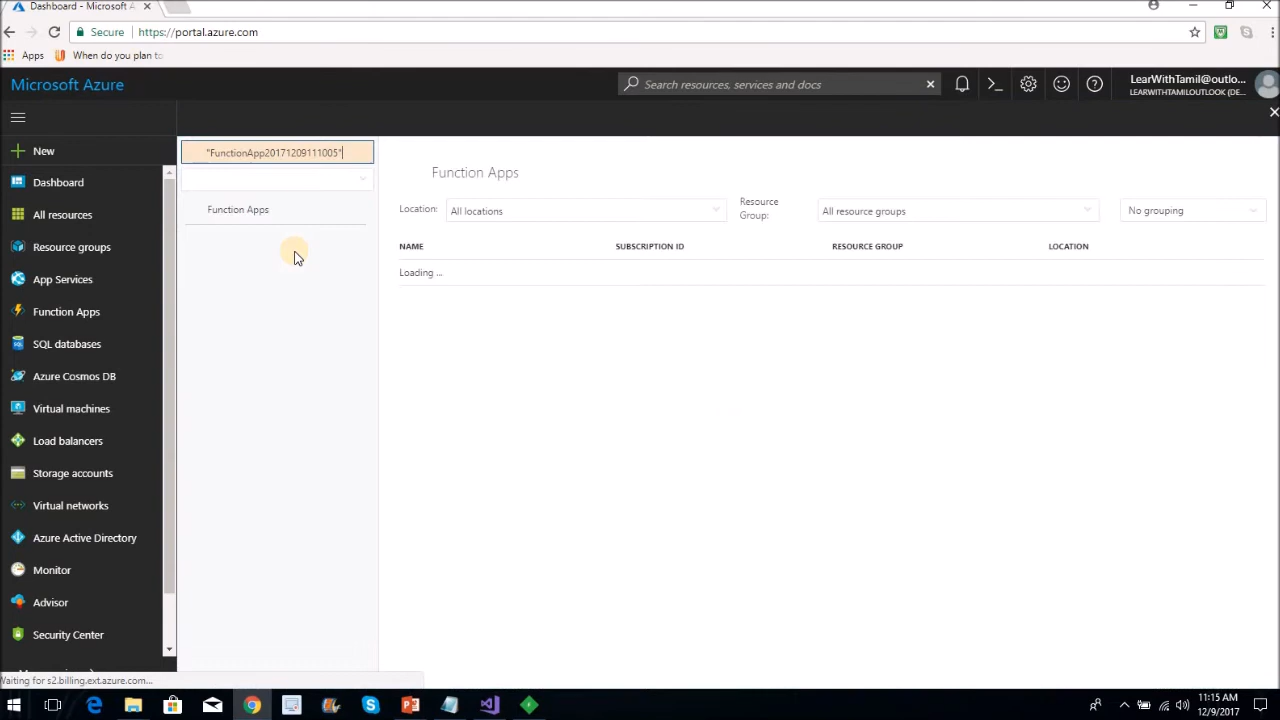 Dashboard - Microsoft A
Secure
https://portal.azure.com
Apps
When do you plan to
Microsoft Azure
Search resources, services and docs
LearWithTamil@outlo...
LEARWITHTAMILOUTLOOK (DE...
New
Dashboard
All resources
Resource groups
App Services
Function Apps
SQL databases
Azure Cosmos DB
Virtual machines
Load balancers
Storage accounts
Virtual networks
Azure Active Directory
Monitor
Advisor
Security Center
"FunctionApp20171209111005"
Function Apps
Function Apps
Location:
All locations
Resource
Group:
All resource groups
No grouping
NAME
SUBSCRIPTION ID
RESOURCE GROUP
LOCATION
Loading ...
Waiting for s2.billing.ext.azure.com...
11:15 AM
12/9/2017